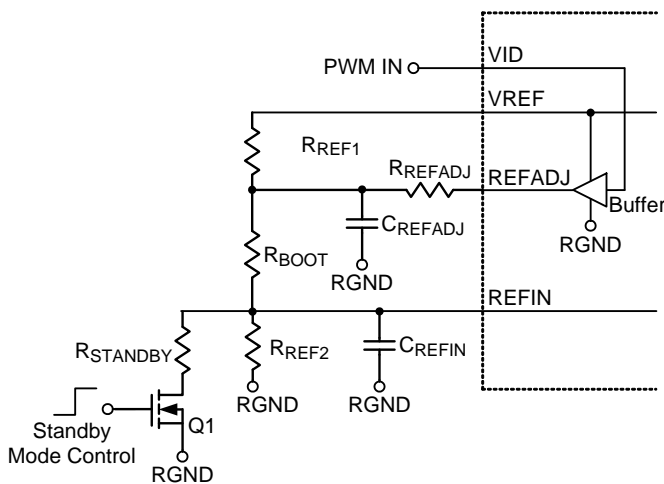 PWM IN
VID
VREF
RREF1
RREFADJ
REFADJ
Buffer
CREFADJ
RGND
RGND
RBOOT
REFIN
RSTANDBY
RREF2
CREFIN
RGND
RGND
Q1
Standby
Mode Control
RGND